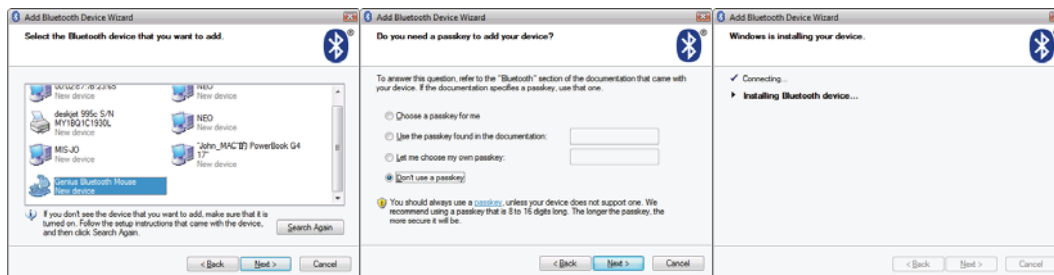 Add Bluetooth Device Wizard
Select the Bluetooth device that you want to add.
New device
NEO
New device
deskjet 995c S/N
MY1BQ1C1930L
New device
NEO
New device
MIS-JO
New device
"John_MAC"的 PowerBook G4
17"
New device
Genius Bluetooth Mouse
New device
If you don't see the device that you want to add, make sure that it is
turned on. Follow the setup instructions that came with the device,
and then click Search Again.
Search Again
< Back
Next >
Cancel
Add Bluetooth Device Wizard
Do you need a passkey to add your device?
To answer this question, refer to the "Bluetooth" section of the documentation that came with
your device. If the documentation specifies a passkey, use that one.
Choose a passkey for me
Use the passkey found in the documentation:
Let me choose my own passkey:
Don't use a passkey
You should always use a passkey, unless your device does not support one. We
recommend using a passkey that is 8 to 16 digits long. The longer the passkey, the
more secure it will be.
< Back
Next >
Cancel
Add Bluetooth Device Wizard
Windows is installing your device.
Connecting...
Installing Bluetooth device...
< Back
Next >
Cancel